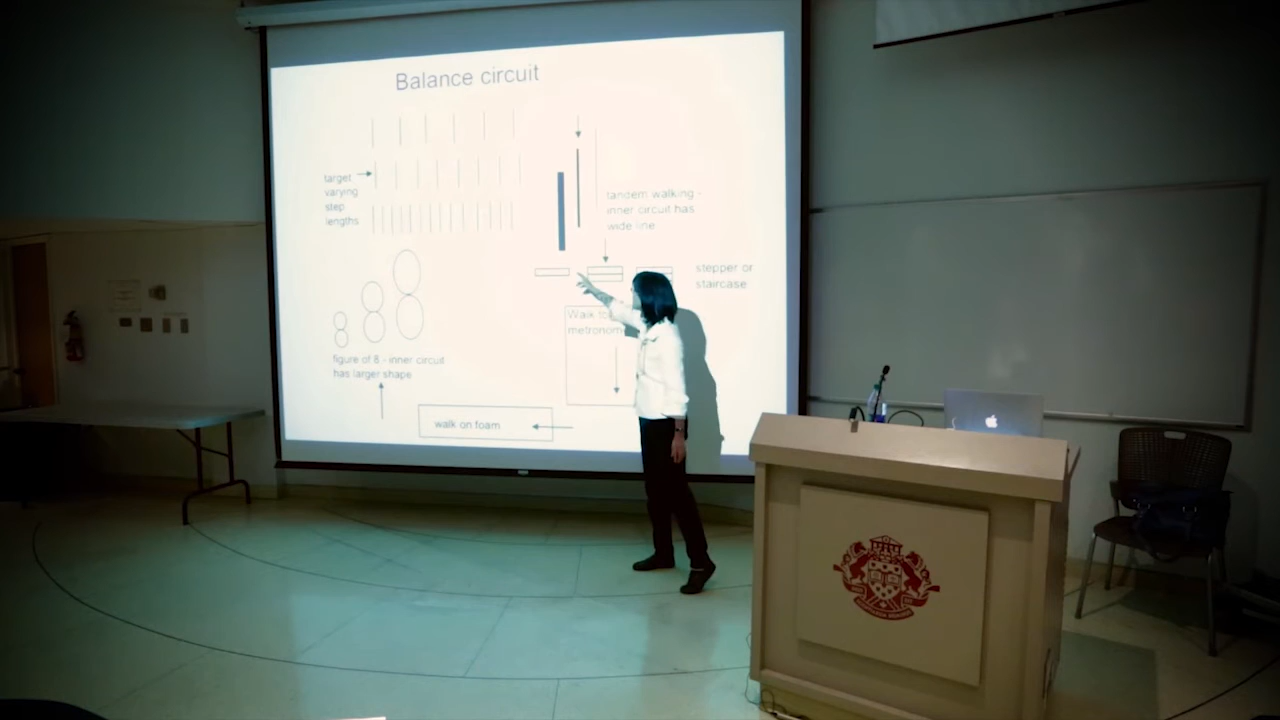 Balance circuit
target
varying
step
lengths
tandem walking -
inner circuit has
wide line
stepper or
staircase
Walk to
metronom
figure of 8 - inner circuit
has larger shape
walk on foam